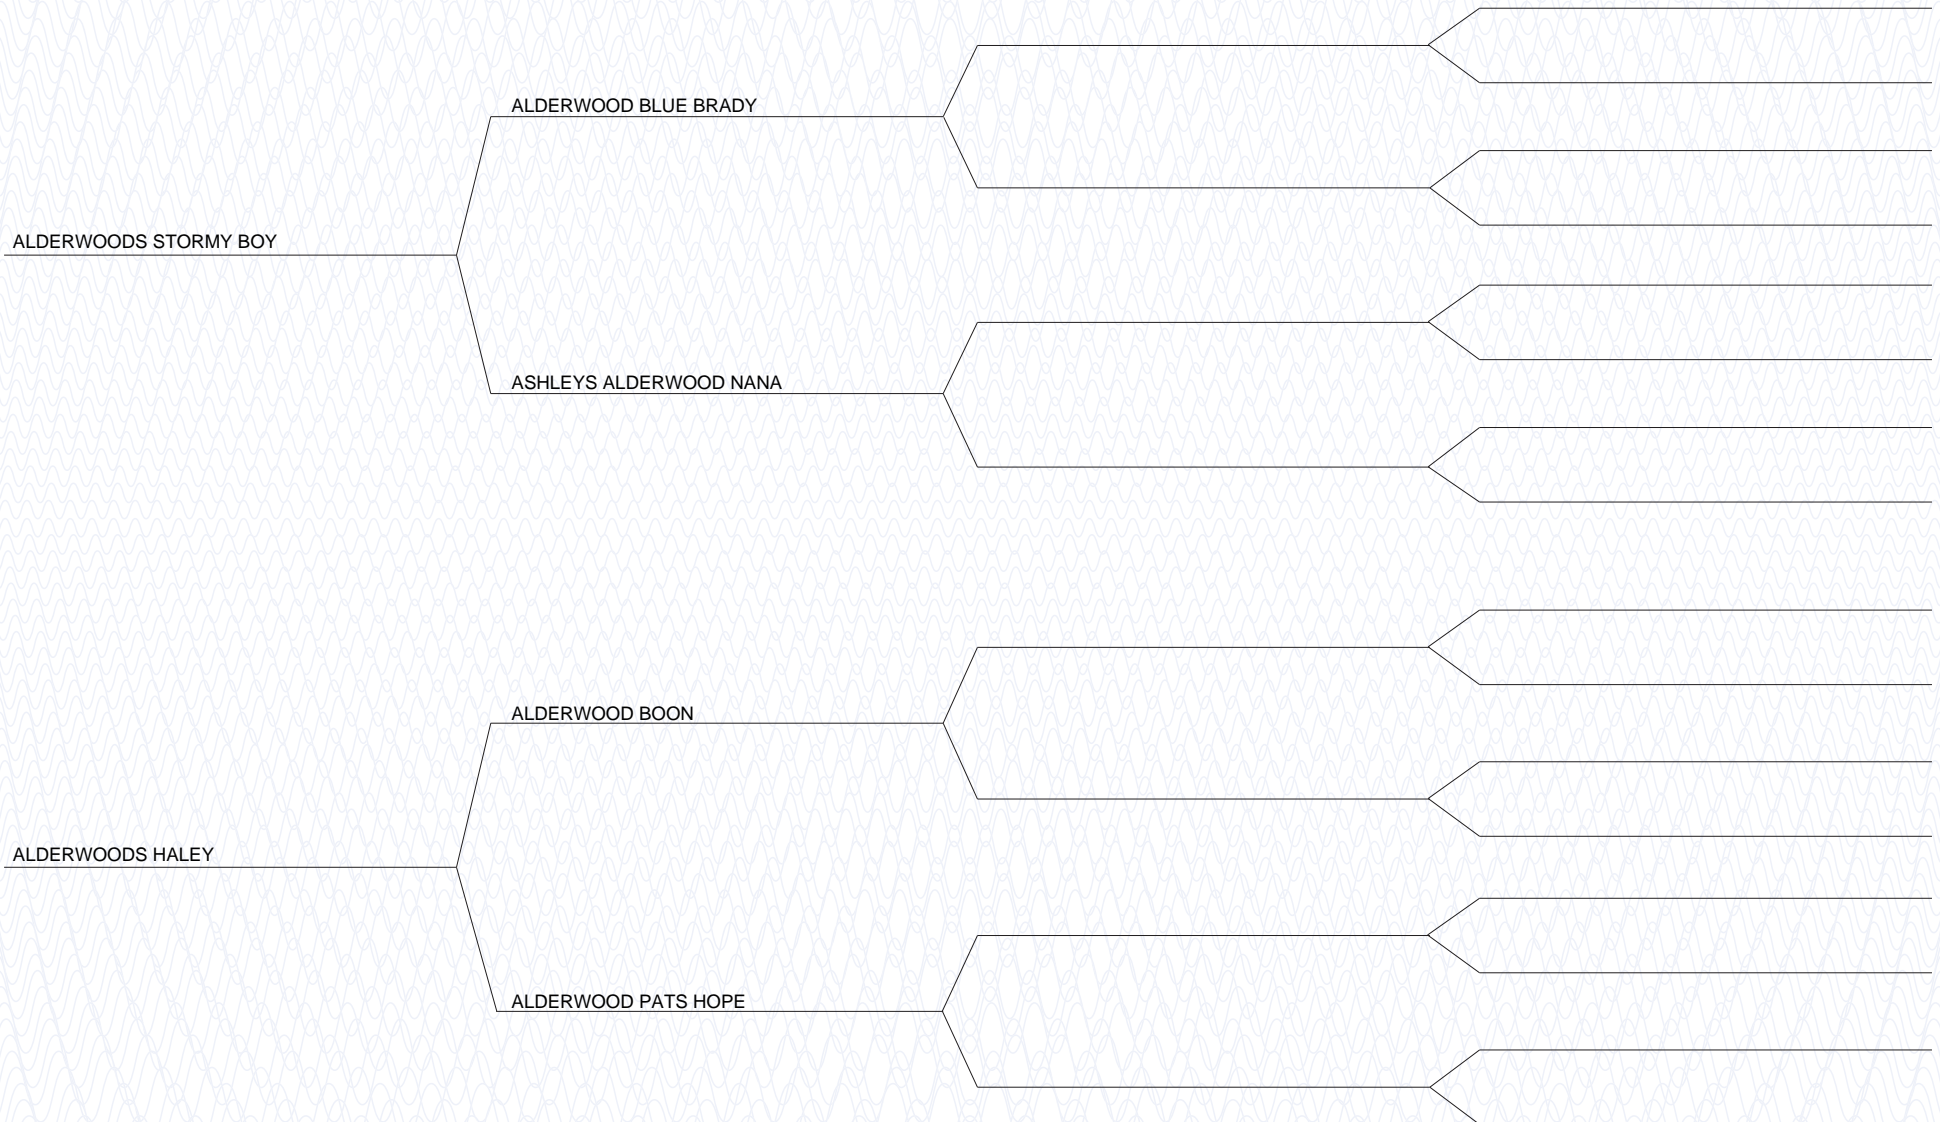 ALDERWOOD BLUE BRADY
ALDERWOODS STORMY BOY
ASHLEYS ALDERWOOD NANA
ALDERWOOD BOON
ALDERWOODS HALEY
ALDERWOOD PATS HOPE